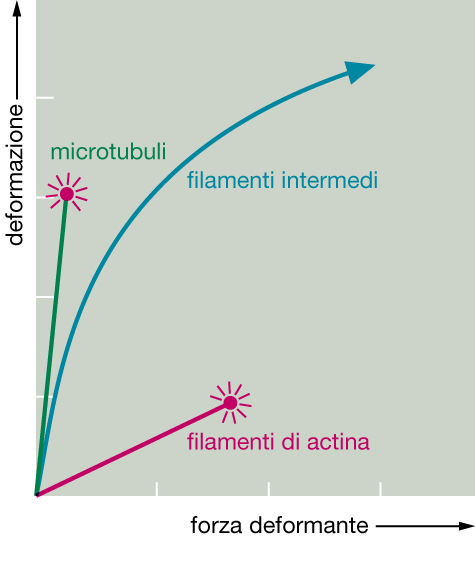 deformazione
microtubuli
filamenti intermedi
filamenti di actina
forza deformante